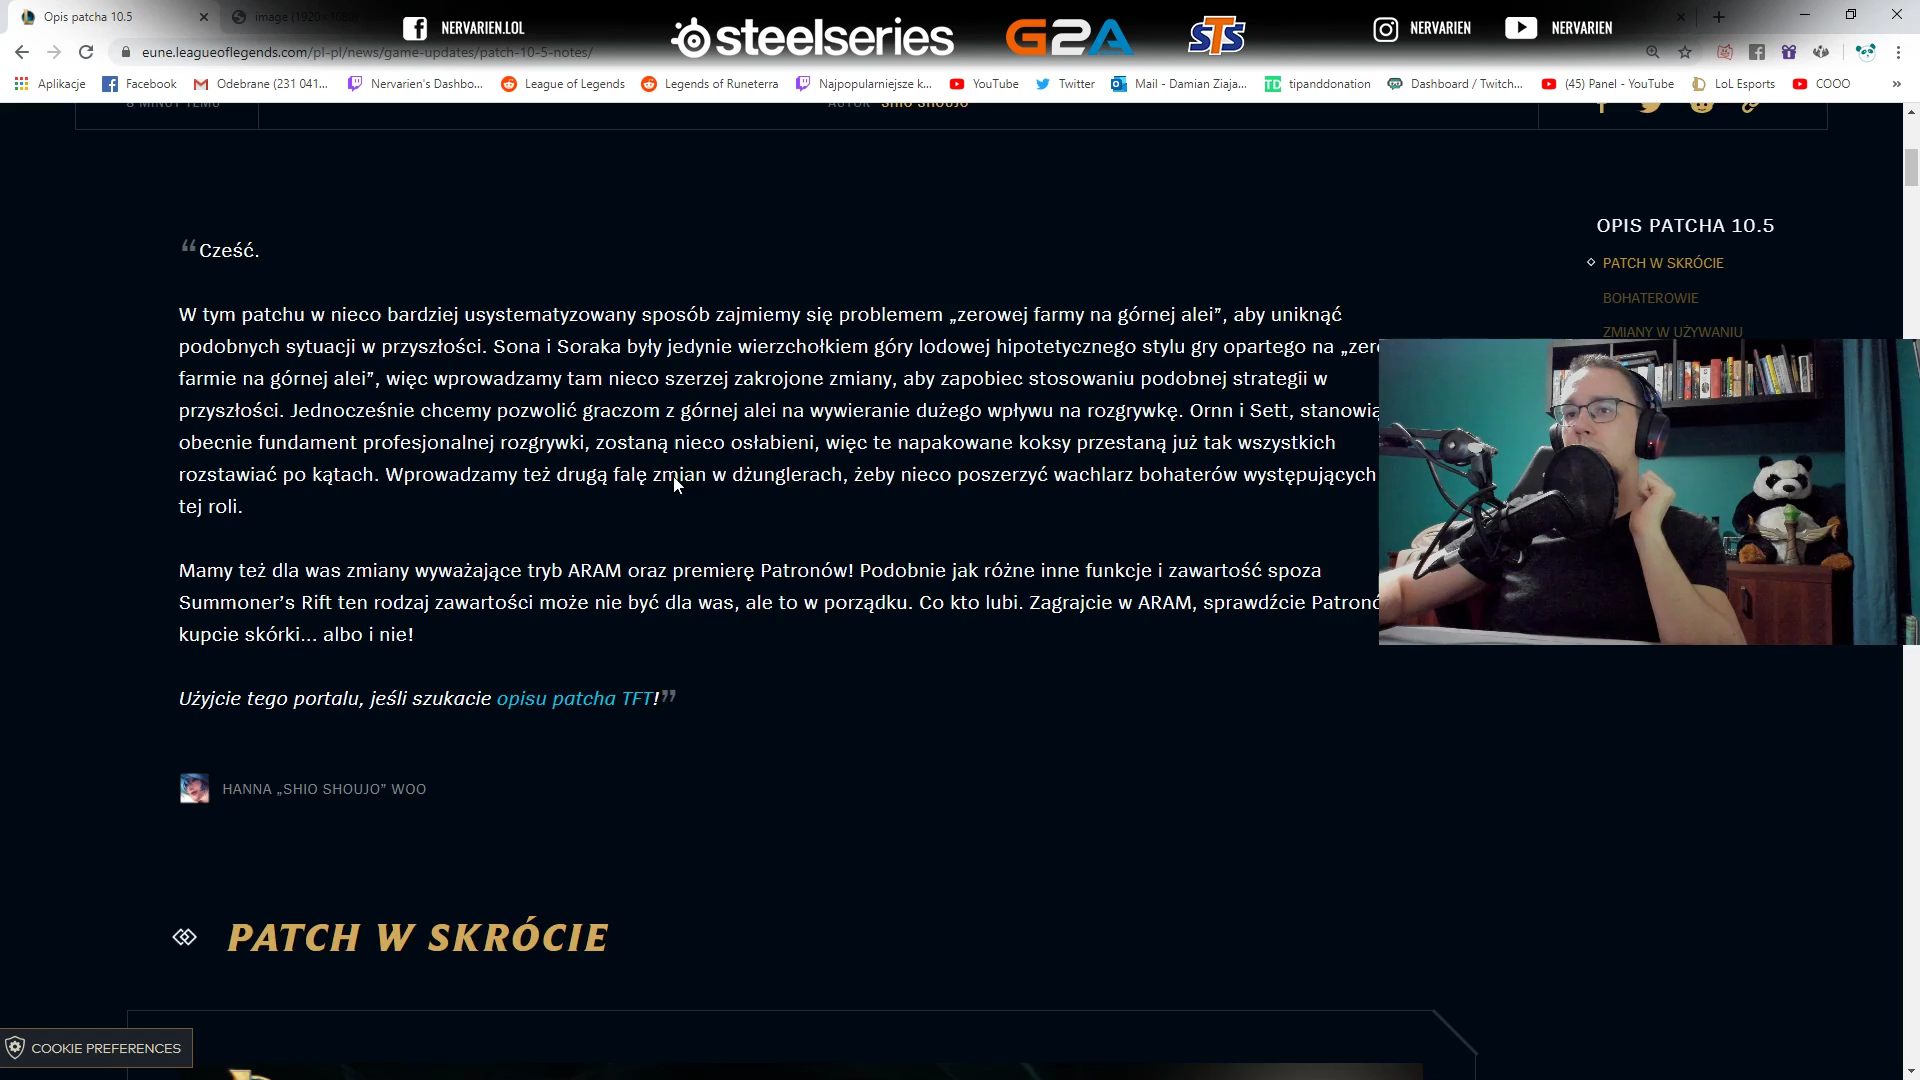 Opis patcha 10.5
image (1920×1080)
NERVARIEN.LOL
steelseries
G2A
STS
NERVARIEN
NERVARIEN
eune.leagueoflegends.com/pl-pl/news/game-updates/patch-10-5-notes/
Aplikacje
Facebook
Odebrane (231 041...
Nervarien's Dashbo...
League of Legends
Legends of Runeterra
Najpopularniejsze k...
YouTube
Twitter
Mail - Damian Ziaja...
TD tipanddonation
Dashboard / Twitch...
(45) Panel - YouTube
LoL Esports
COOO
»
8 MINUT TEMU
AUTOR SHIO SHOUJO
“Cześć.
W tym patchu w nieco bardziej usystematyzowany sposób zajmiemy się problemem „zerowej farmy na górnej alei”, aby uniknąć
podobnych sytuacji w przyszłości. Sona i Soraka były jedynie wierzchołkiem góry lodowej hipotetycznego stylu gry opartego na „zer
farmie na górnej alei”, więc wprowadzamy tam nieco szerzej zakrojone zmiany, aby zapobiec stosowaniu podobnej strategii w
przyszłości. Jednocześnie chcemy pozwolić graczom z górnej alei na wywieranie dużego wpływu na rozgrywkę. Ornn i Sett, stanowią
obecnie fundament profesjonalnej rozgrywki, zostaną nieco osłabieni, więc te napakowane koksy przestaną już tak wszystkich
rozstawiać po kątach. Wprowadzamy też drugą falę zmian w dżunglerach, żeby nieco poszerzyć wachlarz bohaterów występujących
tej roli.
Mamy też dla was zmiany wyważające tryb ARAM oraz premierę Patronów! Podobnie jak różne inne funkcje i zawartość spoza
Summoner’s Rift ten rodzaj zawartości może nie być dla was, ale to w porządku. Co kto lubi. Zagrajcie w ARAM, sprawdźcie Patronó
kupcie skórki... albo i nie!
Użyjcie tego portalu, jeśli szukacie opisu patcha TFT!”
HANNA „SHIO SHOUJO” WOO
PATCH W SKRÓCIE
OPIS PATCHA 10.5
PATCH W SKRÓCIE
BOHATEROWIE
ZMIANY W UŻYWANIU
COOKIE PREFERENCES